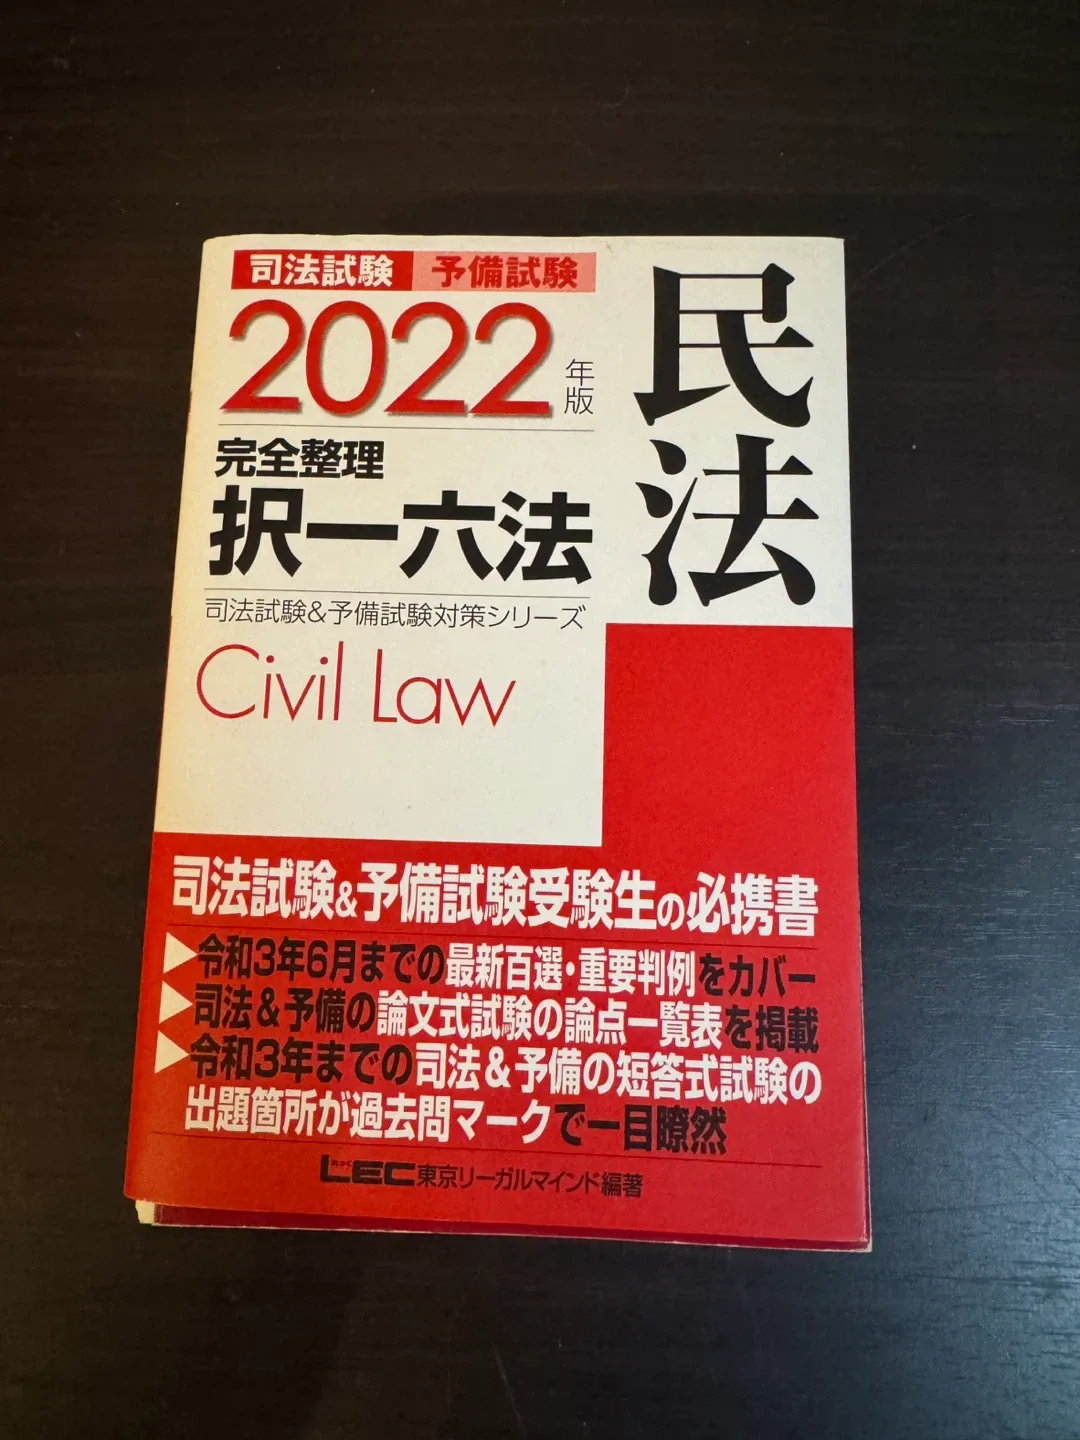 司法試験 予備試験
2022年版
民法
完全整理
択一六法
司法試験&予備試験対策シリーズ
Civil Law
司法試験&予備試験受験生の必携書
令和3年6月までの最新百選・重要判例をカバー
司法&予備の論文式試験の論点一覧表を掲載
令和3年までの司法&予備の短答式試験の
出題箇所が過去問マークで一目瞭然
LEC東京リーガルマインド編著